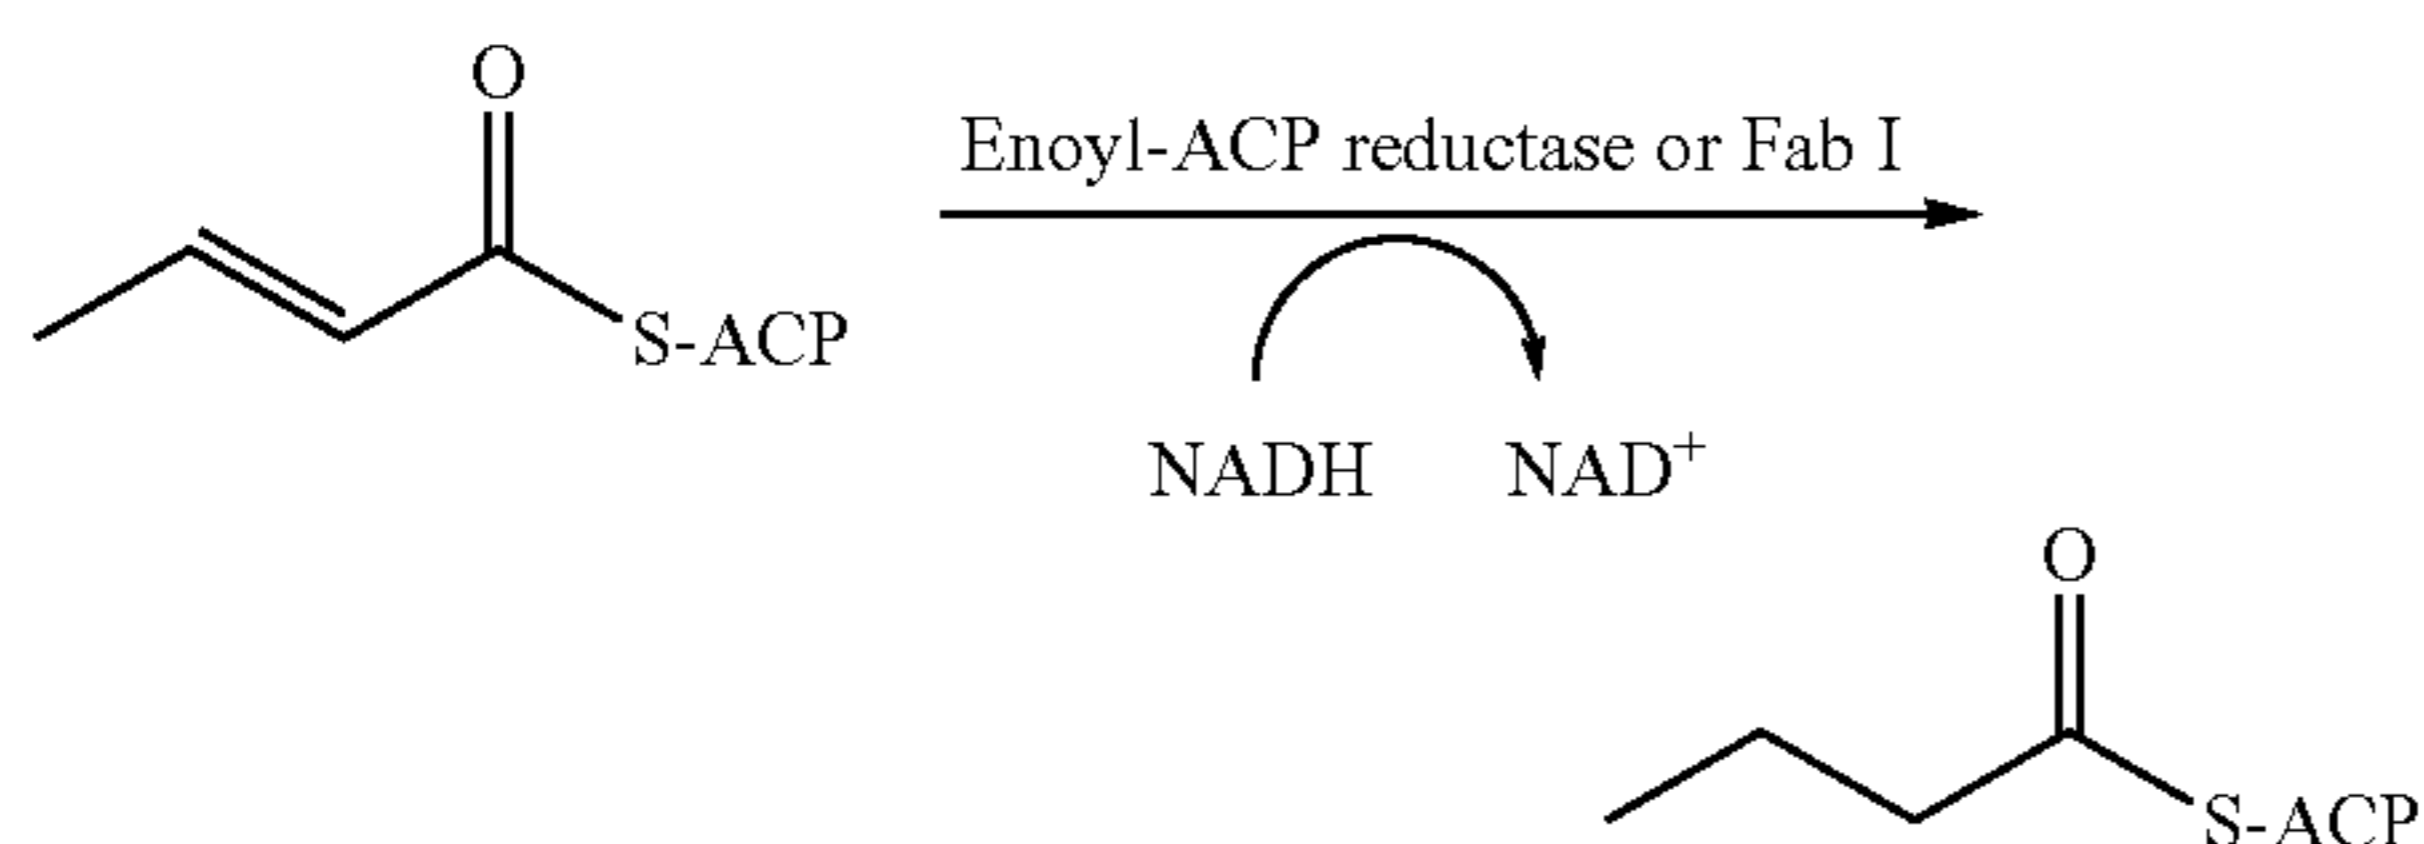 O
Enoyl-ACP reductase or Fab I
S-ACP
NADH NAD⁺
O
S-ACP